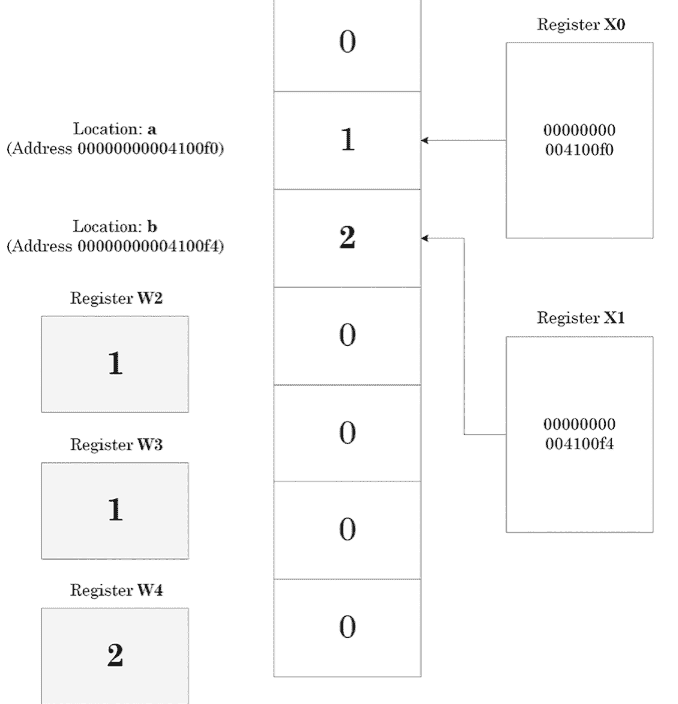 0
Register X0
Location: a
(Address 00000000004100f0)
1
00000000
004100f0
Location: b
(Address 00000000004100f4)
2
Register W2
1
0
Register X1
0
00000000
004100f4
Register W3
1
0
Register W4
2
0